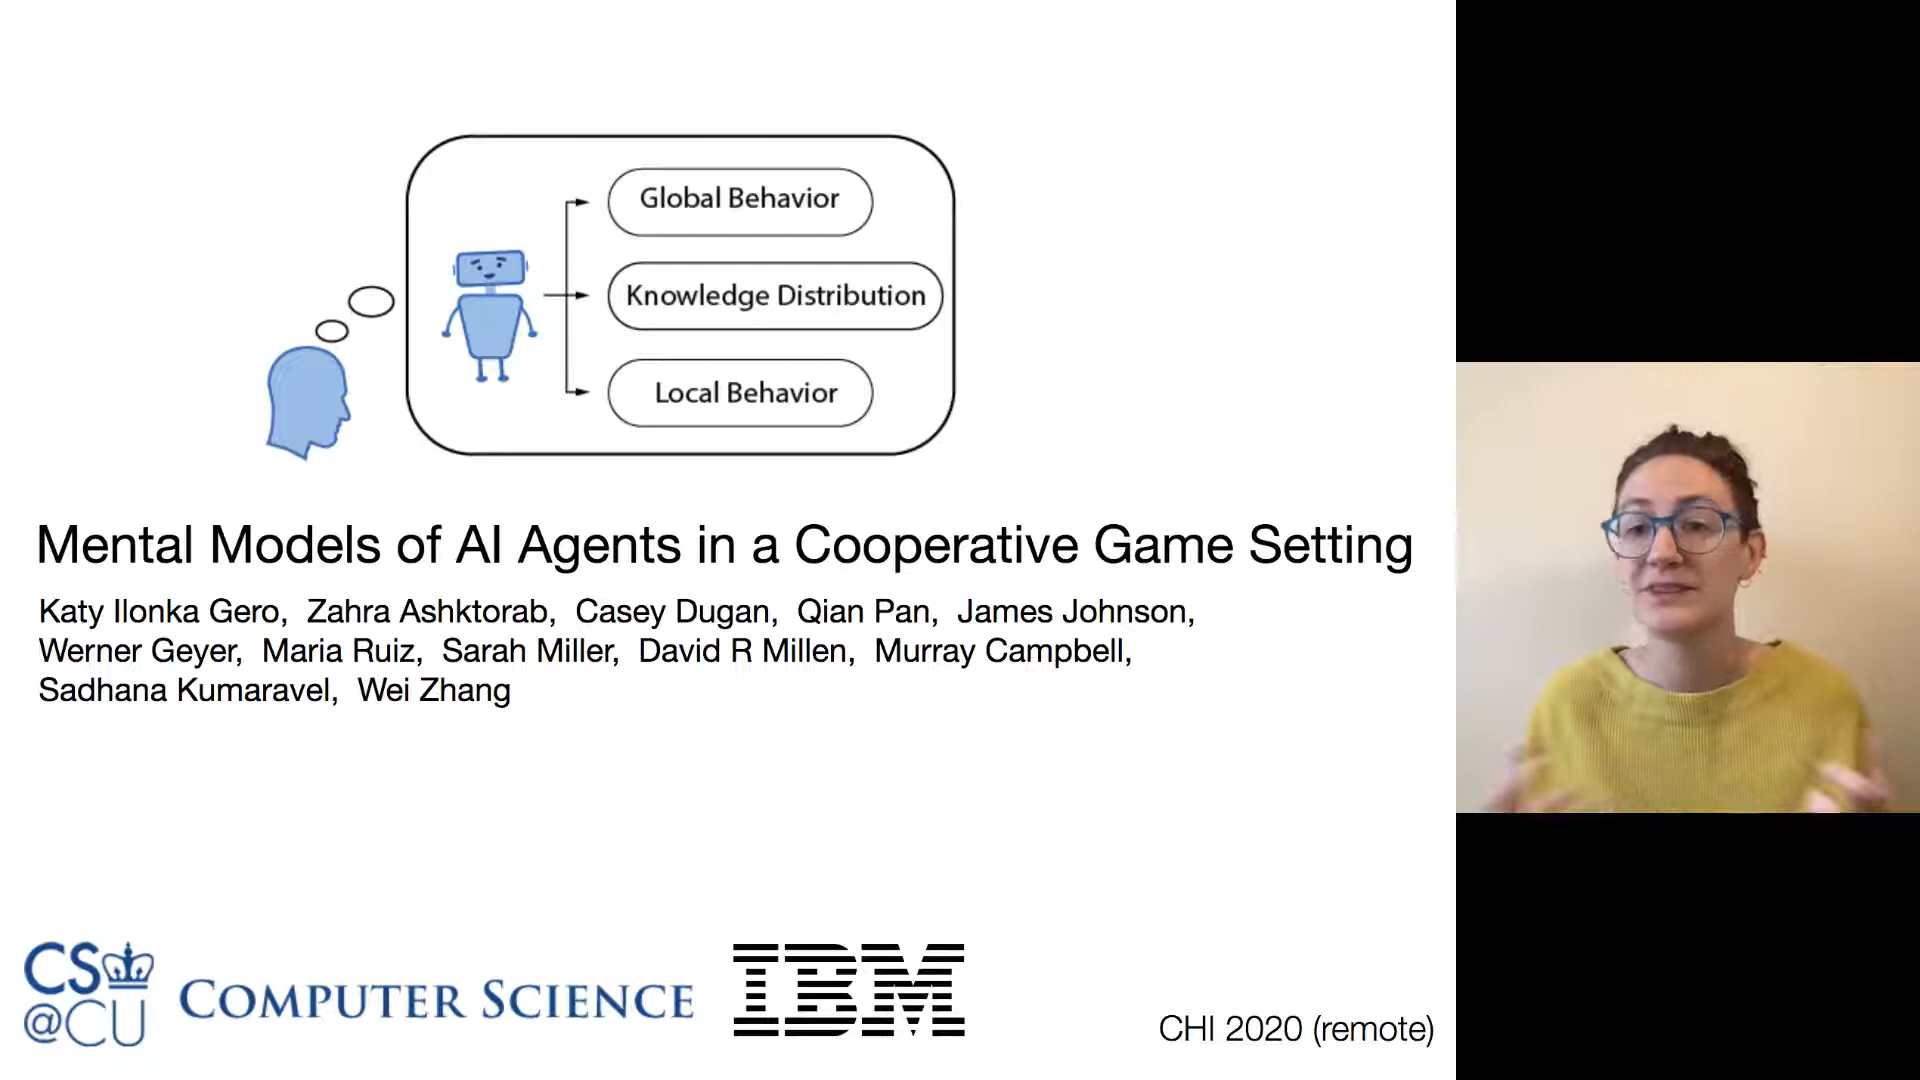 Global Behavior
Knowledge Distribution
Local Behavior
Mental Models of AI Agents in a Cooperative Game Setting
Katy Ilonka Gero, Zahra Ashktorab, Casey Dugan, Qian Pan, James Johnson,
Werner Geyer, Maria Ruiz, Sarah Miller, David R Millen, Murray Campbell,
Sadhana Kumaravel, Wei Zhang
CS
@CU
COMPUTER SCIENCE
IBM
CHI 2020 (remote)